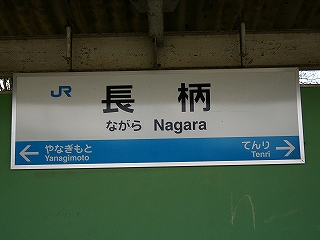 JR 長柄
ながら Nagara
やなぎもと てんり
Yanagimoto Tenri